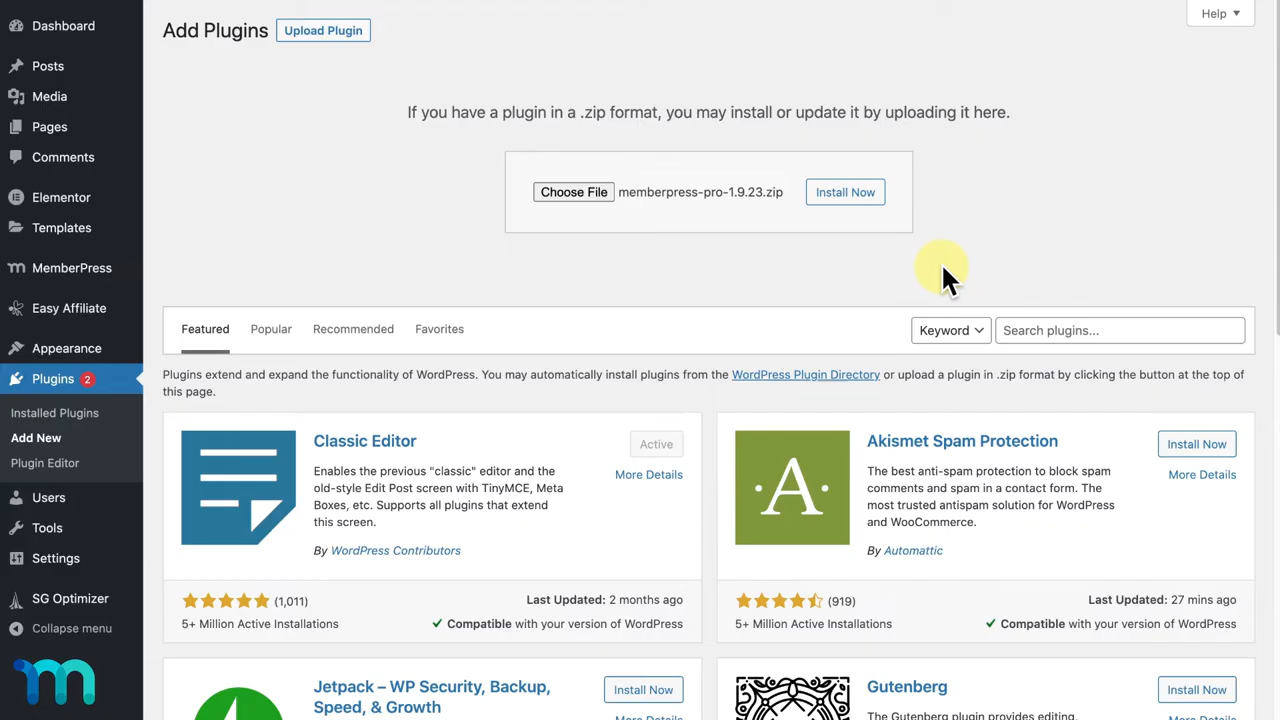 Dashboard
Posts
Media
Pages
Comments
Elementor
Templates
MemberPress
Easy Affiliate
Appearance
Plugins 2
Installed Plugins
Add New
Plugin Editor
Users
Tools
Settings
SG Optimizer
Collapse menu
m
Help
Add Plugins
Upload Plugin
If you have a plugin in a .zip format, you may install or update it by uploading it here.
Choose File memberpress-pro-1.9.23.zip Install Now
Featured Popular Recommended Favorites Keyword Search plugins...
Plugins extend and expand the functionality of WordPress. You may automatically install plugins from the WordPress Plugin Directory or upload a plugin in .zip format by clicking the button at the top of
this page.
Classic Editor
Active
More Details
Enables the previous "classic" editor and the
old-style Edit Post screen with TinyMCE, Meta
Boxes, etc. Supports all plugins that extend
this screen.
By WordPress Contributors
(1,011)
Last Updated: 2 months ago
5+ Million Active Installations
Compatible with your version of WordPress
A
Akismet Spam Protection
Install Now
More Details
The best anti-spam protection to block spam
comments and spam in a contact form. The
most trusted antispam solution for WordPress
and WooCommerce.
By Automattic
(919)
Last Updated: 27 mins ago
5+ Million Active Installations
Compatible with your version of WordPress
Jetpack – WP Security, Backup,
Speed, & Growth
Install Now
More Details
Gutenberg
Install Now
More Details
The Gutenberg plugin provides editing,